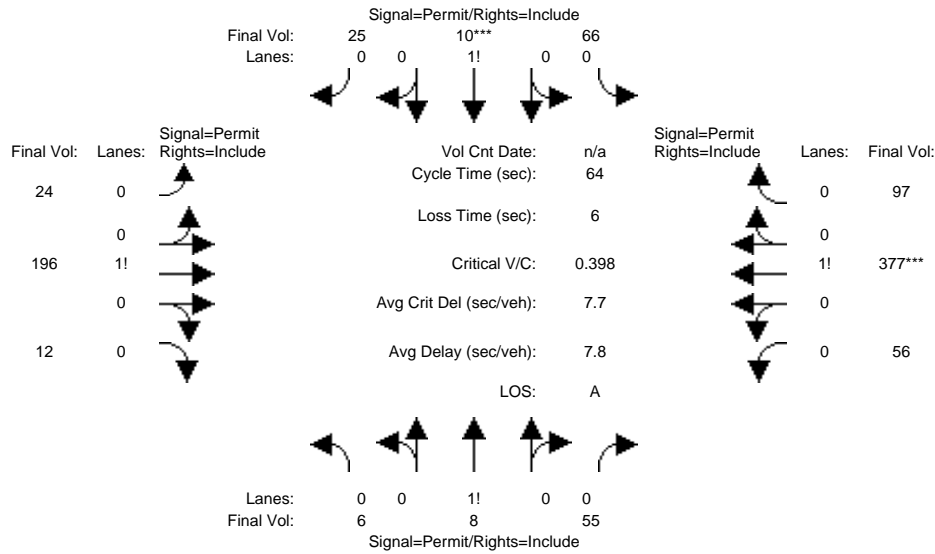 Signal=Permit/Rights=Include
Final Vol: 25 10*** 66
Lanes: 0 0 1! 0 0
Signal=Permit
Final Vol: Lanes: Rights=Include
Vol Cnt Date: n/a
Signal=Permit
Rights=Include Lanes: Final Vol:
Cycle Time (sec): 64
24 0
0 97
Loss Time (sec): 6
0
0
196 1!
Critical V/C: 0.398
1! 377***
0
Avg Crit Del (sec/veh): 7.7
0
12 0
Avg Delay (sec/veh): 7.8
0 56
LOS: A
Lanes: 0 0 1! 0 0
Final Vol: 6 8 55
Signal=Permit/Rights=Include